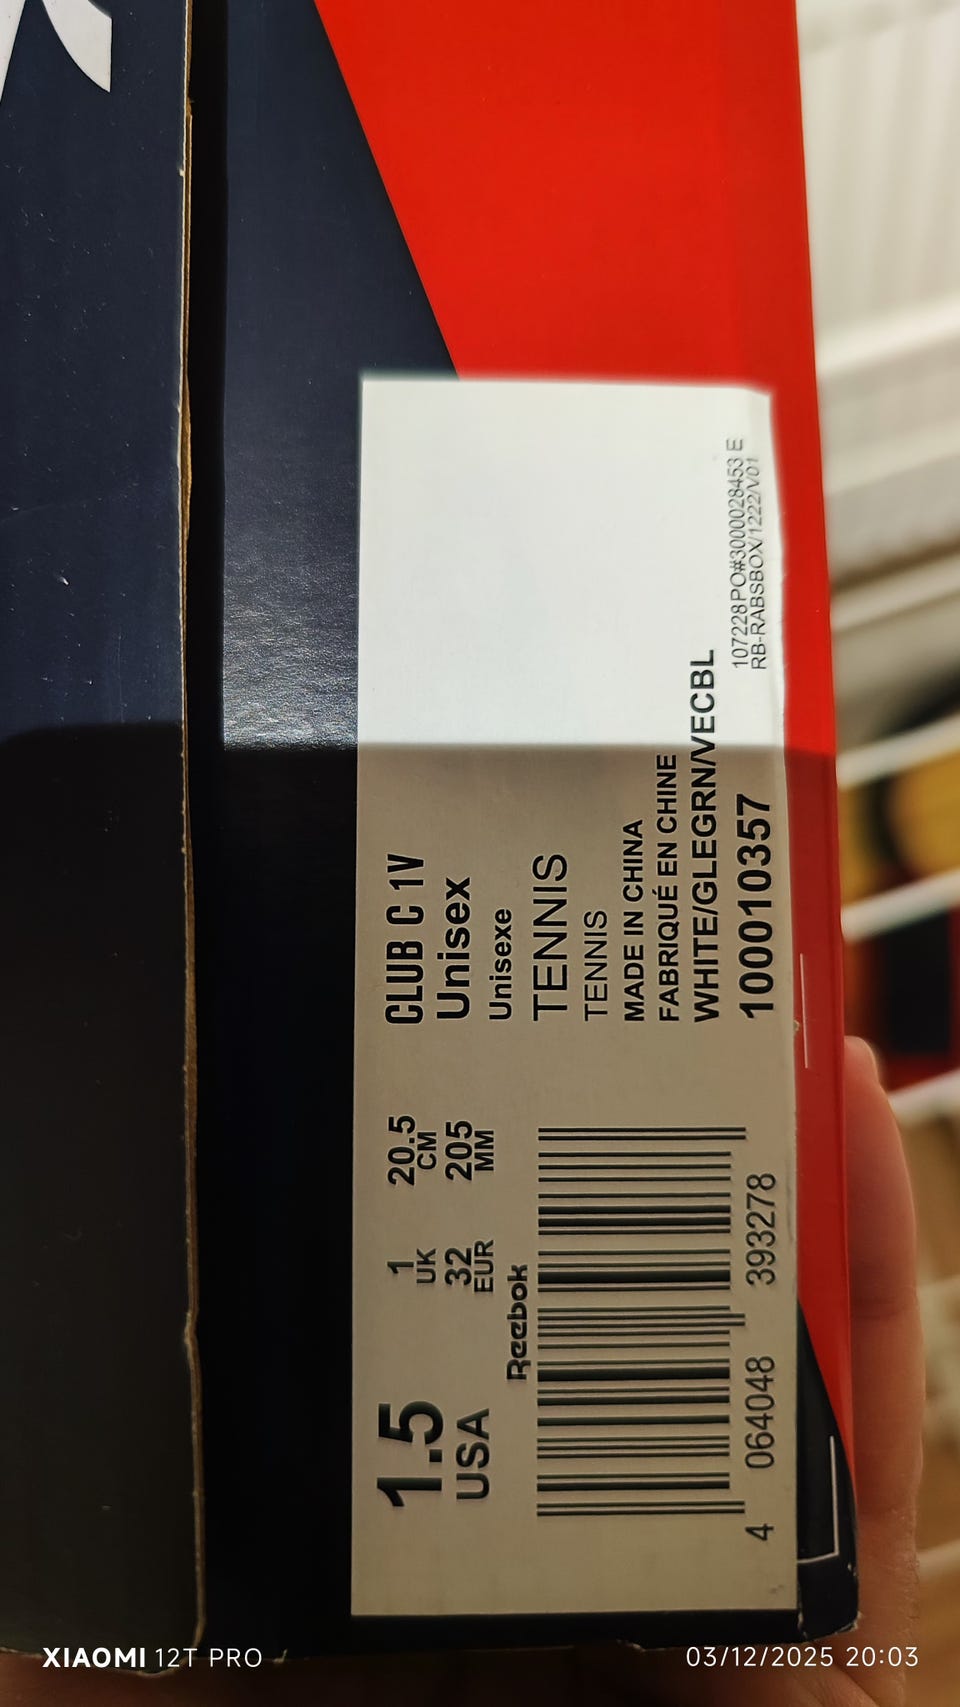 1.5
USA
1
UK
32
EUR
20.5
CM
205
MM
Reebok
4 064048 393278
CLUB C 1V
Unisex
Unisexe
TENNIS
TENNIS
MADE IN CHINA
FABRIQUÉ EN CHINE
WHITE/GLEGRN/VECBL
100010357
107228PO#3000028453 E
RB-RABSBOX/1222/V01
XIAOMI 12T PRO
03/12/2025 20:03